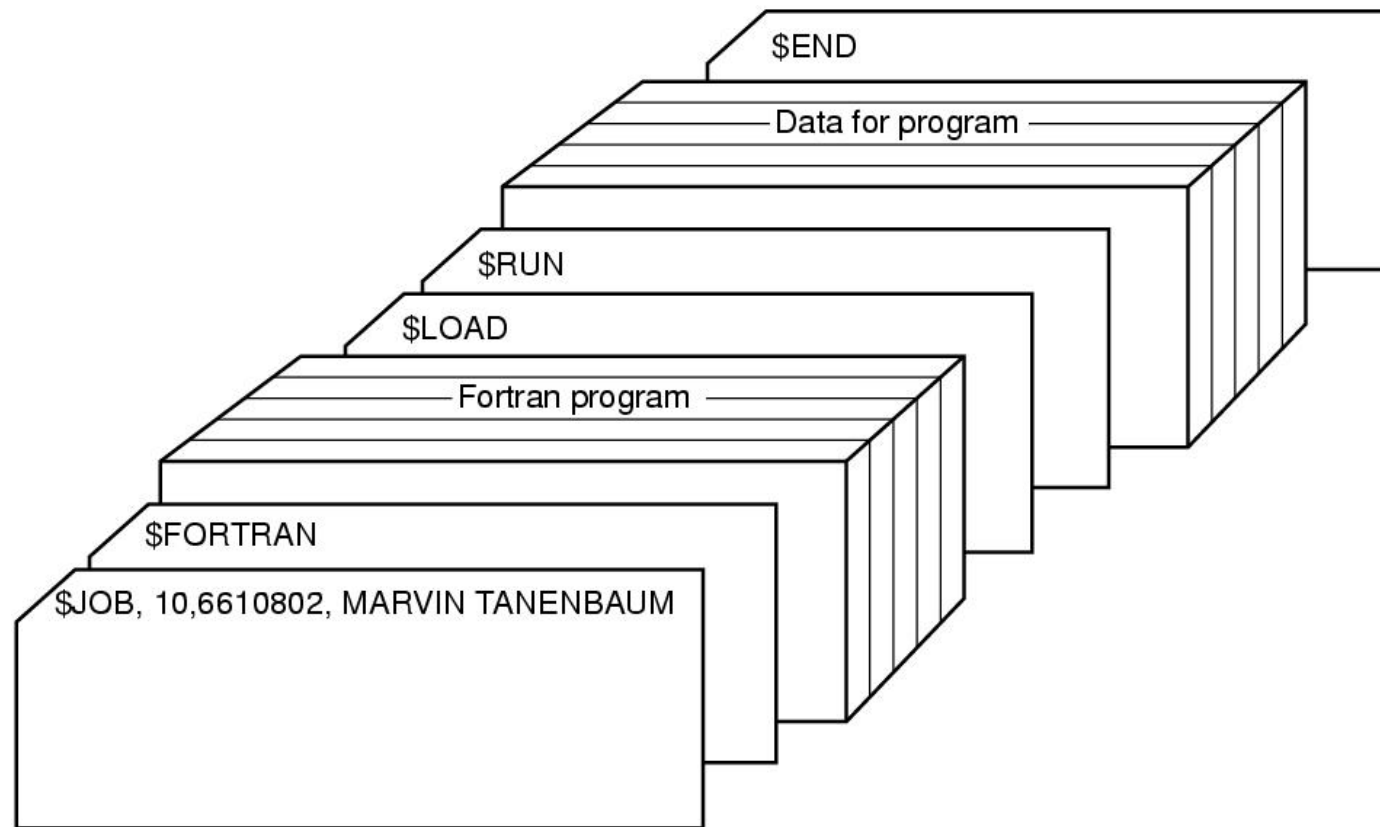 $END
Data for program
$RUN
$LOAD
Fortran program
$FORTRAN
$JOB, 10,6610802, MARVIN TANENBAUM